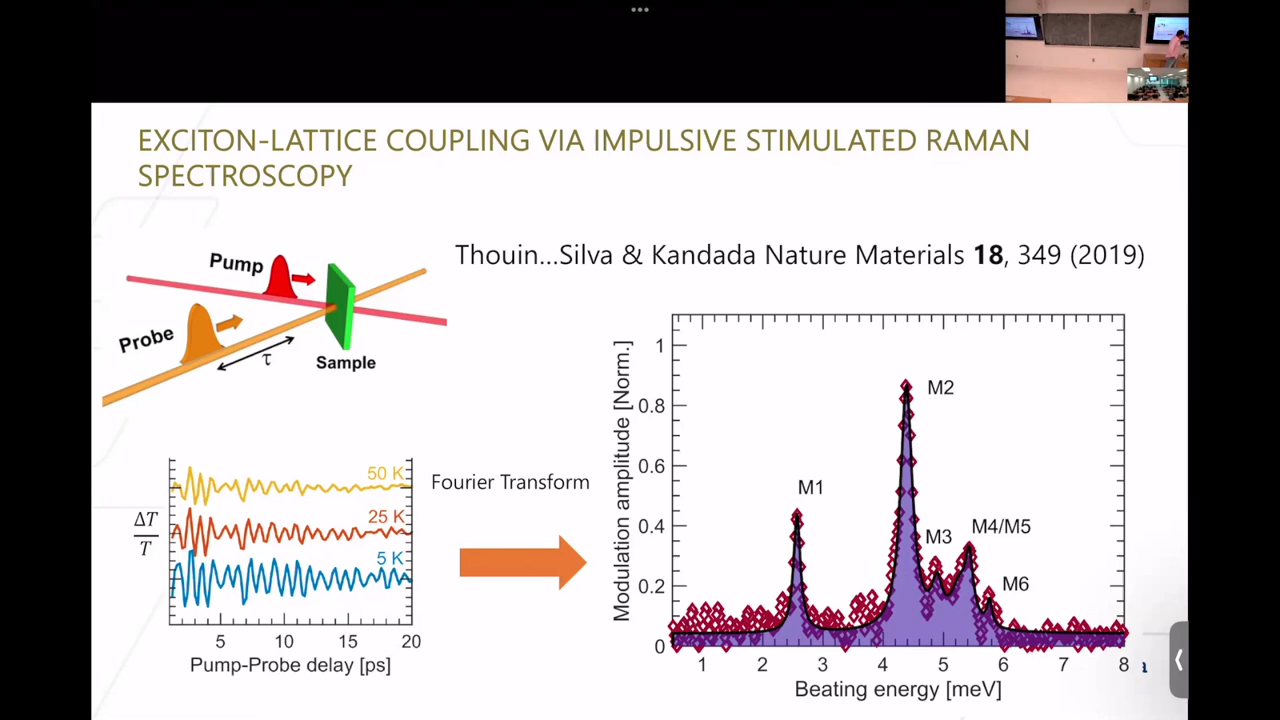 EXCITON-LATTICE COUPLING VIA IMPULSIVE STIMULATED RAMAN
SPECTROSCOPY
Thouin...Silva & Kandada Nature Materials 18, 349 (2019)
Pump
Probe
τ
Sample
ΔT
T
50 K
25 K
5 K
5 10 15 20
Pump-Probe delay [ps]
Fourier Transform
Modulation amplitude [Norm.]
1
0.8
0.6
0.4
0.2
0
M1
M2
M3
M4/M5
M6
1 2 3 4 5 6 7 8
Beating energy [meV]